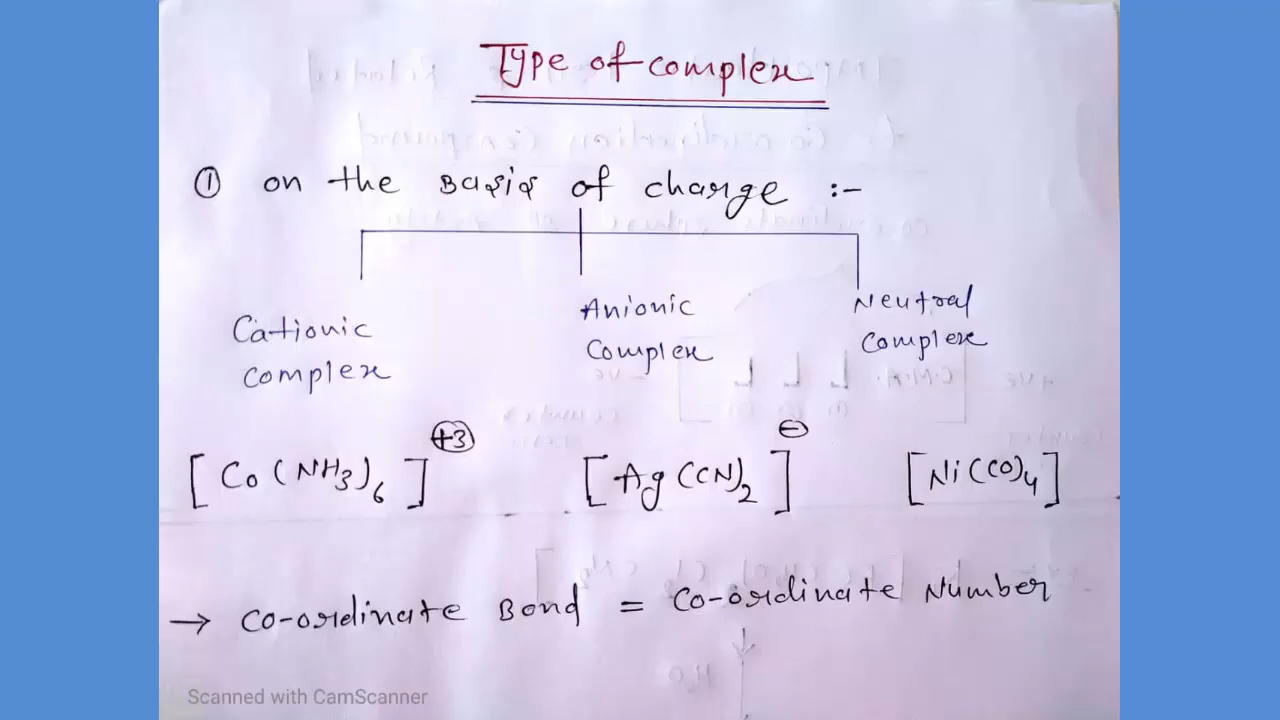 Type of complex
① on the Basis of charge :-
Cationic complex
Anionic Complex
Neutral Complex
[Co(NH3)6]+3
[Ag(CN)2]⊖
[Ni(CO)4]
→ Co-ordinate Bond = Co-ordinate Number
Scanned with CamScanner